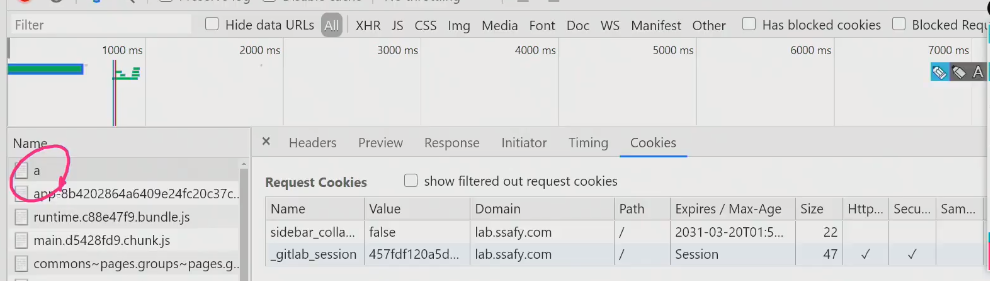 Filter
Hide data URLs All XHR JS CSS Img Media Font Doc WS Manifest Other Has blocked cookies Blocked Requ
1000 ms 2000 ms 3000 ms 4000 ms 5000 ms 6000 ms 7000 ms
A
Name
× Headers Preview Response Initiator Timing Cookies
a
app-8b4202864a6409e24fc20c37c...
runtime.c88e47f9.bundle.js
main.d5428fd9.chunk.js
commons~pages.groups~pages.g...
Request Cookies show filtered out request cookies
Name Value Domain Path Expires / Max-Age Size Http... Secu... Sam...
sidebar_colla... false lab.ssafy.com / 2031-03-20T01:5... 22
_gitlab_session 457fdf120a5d... lab.ssafy.com / Session 47 ✓ ✓